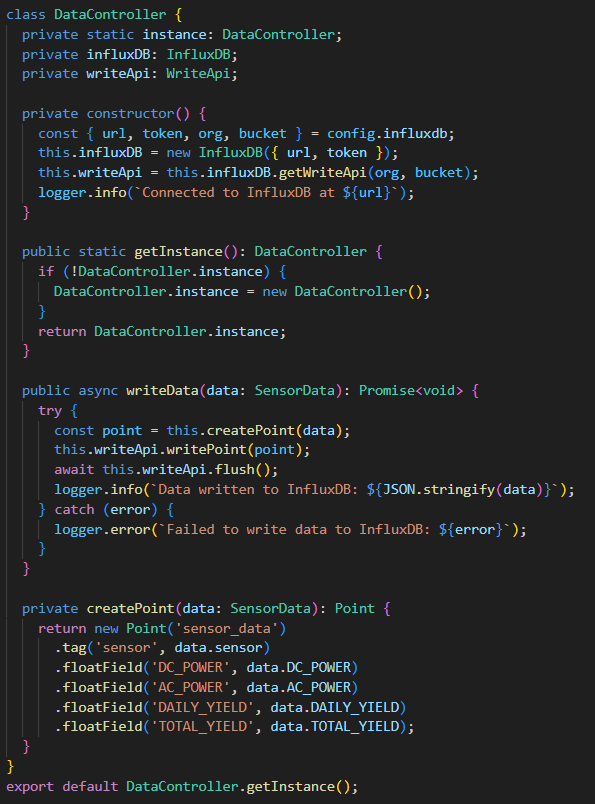 class DataController {
  private static instance: DataController;
  private influxDB: InfluxDB;
  private writeApi: WriteApi;

  private constructor() {
    const { url, token, org, bucket } = config.influxdb;
    this.influxDB = new InfluxDB({ url, token });
    this.writeApi = this.influxDB.getWriteApi(org, bucket);
    logger.info(`Connected to InfluxDB at ${url}`);
  }

  public static getInstance(): DataController {
    if (!DataController.instance) {
      DataController.instance = new DataController();
    }
    return DataController.instance;
  }

  public async writeData(data: SensorData): Promise<void> {
    try {
      const point = this.createPoint(data);
      this.writeApi.writePoint(point);
      await this.writeApi.flush();
      logger.info(`Data written to InfluxDB: ${JSON.stringify(data)}`);
    } catch (error) {
      logger.error(`Failed to write data to InfluxDB: ${error}`);
    }
  }

  private createPoint(data: SensorData): Point {
    return new Point('sensor_data')
      .tag('sensor', data.sensor)
      .floatField('DC_POWER', data.DC_POWER)
      .floatField('AC_POWER', data.AC_POWER)
      .floatField('DAILY_YIELD', data.DAILY_YIELD)
      .floatField('TOTAL_YIELD', data.TOTAL_YIELD);
  }
}
export default DataController.getInstance();